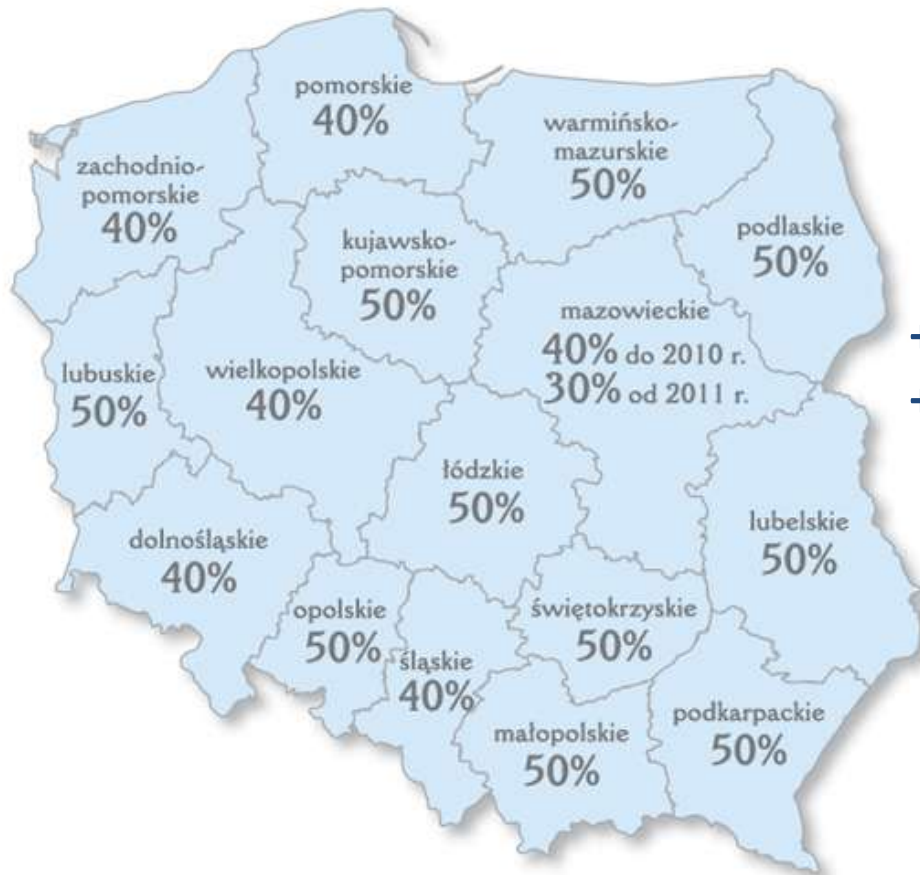 pomorskie
40%
warmińsko-
mazurskie
50%
zachodnio-
pomorskie
40%
podlaskie
50%
kujawsko-
pomorskie
50%
mazowieckie
40% do 2010 r.
30% od 2011 r.
lubuskie
50%
wielkopolskie
40%
łódzkie
50%
lubelskie
50%
dolnośląskie
40%
opolskie
50%
świętokrzyskie
50%
śląskie
40%
małopolskie
50%
podkarpackie
50%